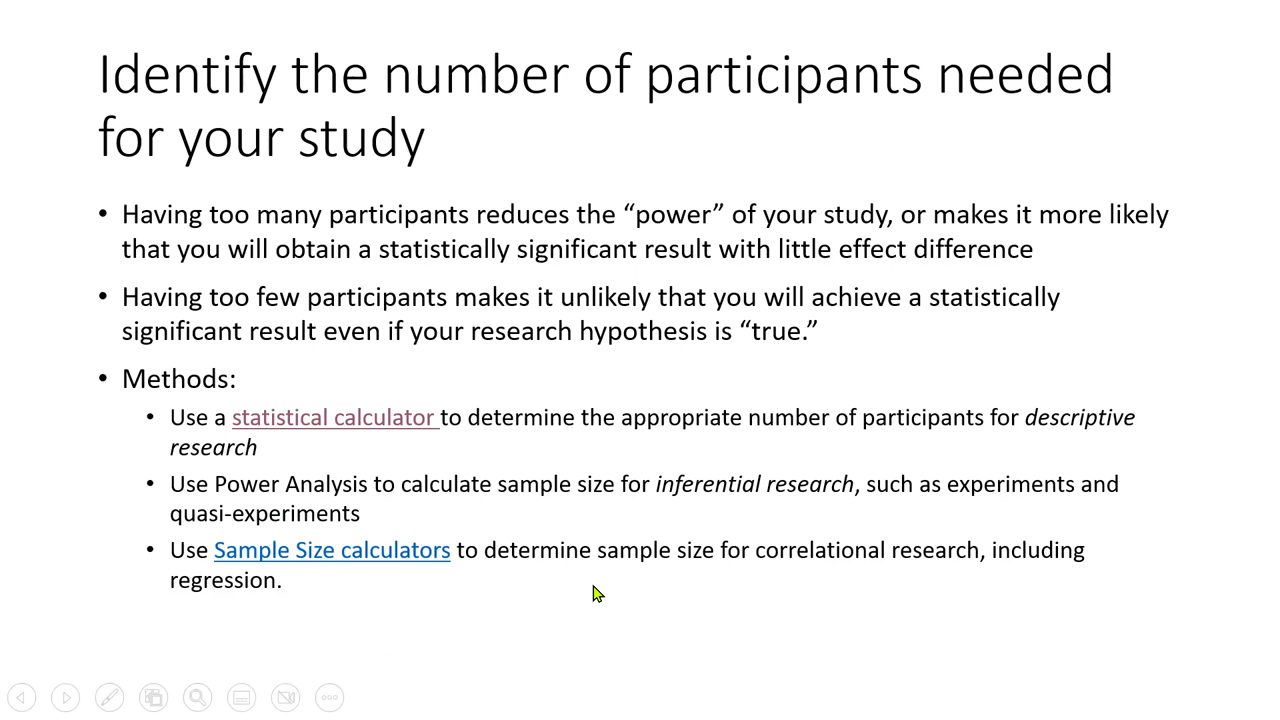 Identify the number of participants needed
for your study
• Having too many participants reduces the “power” of your study, or makes it more likely
that you will obtain a statistically significant result with little effect difference
• Having too few participants makes it unlikely that you will achieve a statistically
significant result even if your research hypothesis is “true.”
• Methods:
• Use a statistical calculator to determine the appropriate number of participants for descriptive
research
• Use Power Analysis to calculate sample size for inferential research, such as experiments and
quasi-experiments
• Use Sample Size calculators to determine sample size for correlational research, including
regression.